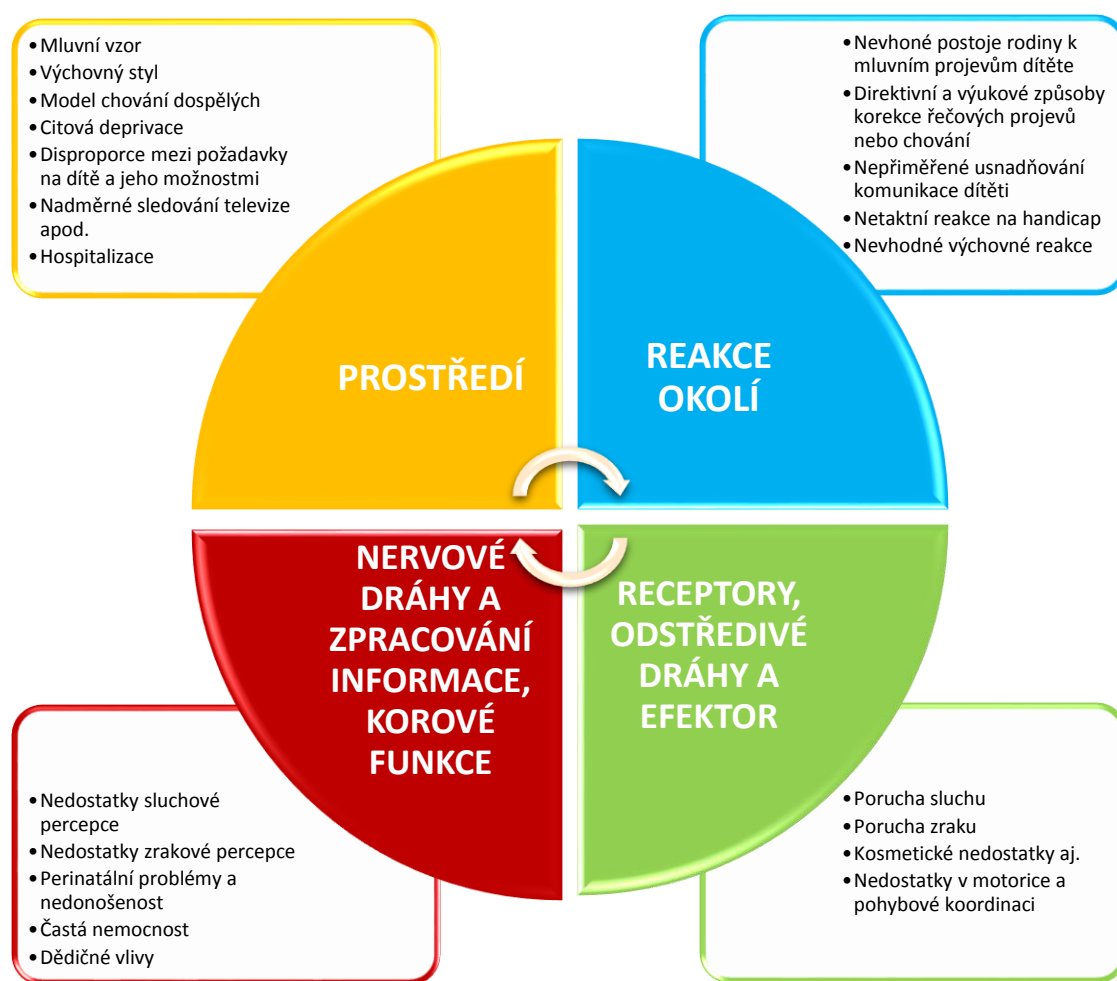 •Mluvní vzor
•Výchovný styl
•Model chování dospělých
•Citová deprivace
•Disproporce mezi požadavky
na dítě a jeho možnostmi
•Nadměrné sledování televize
apod.
•Hospitalizace
•Nevhoné postoje rodiny k
mluvním projevům dítěte
•Direktivní a výukové způsoby
korekce řečových projevů
nebo chování
•Nepřiměřené usnadňování
komunikace dítěti
•Netaktní reakce na handicap
•Nevhodné výchovné reakce
PROSTŘEDÍ
REAKCE
OKOLÍ
NERVOVÉ
DRÁHY A
ZPRACOVÁNÍ
INFORMACE,
KOROVÉ
FUNKCE
RECEPTORY,
ODSTŘEDIVÉ
DRÁHY A
EFEKTOR
•Nedostatky sluchové
percepce
•Nedostatky zrakové percepce
•Perinatální problémy a
nedonošenost
•Častá nemocnost
•Dědičné vlivy
•Porucha sluchu
•Porucha zraku
•Kosmetické nedostatky aj.
•Nedostatky v motorice a
pohybové koordinaci